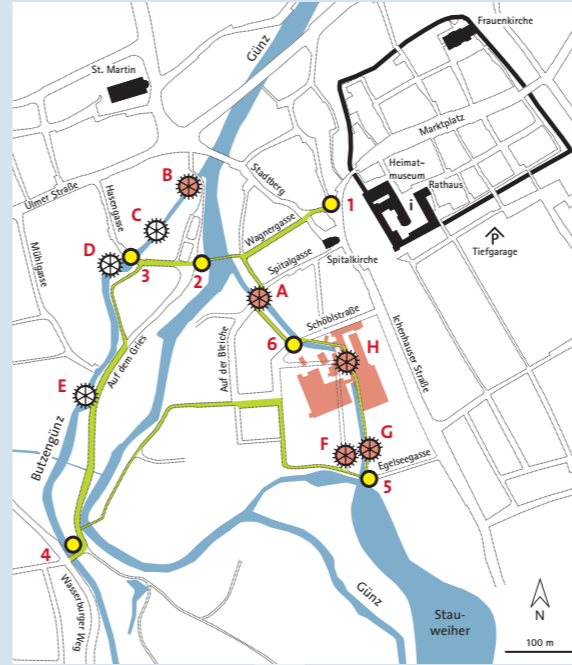 Frauenkirche
Günz
St. Martin
Marktplatz
Stadtberg
Heimat-
museum
Rathaus
i
B
Ulmer Straße
Hasengasse
C
1
Wagnergasse
P
Tiefgarage
Mühlgasse
D
3
2
Spitalgasse
Spitalkirche
A
Schöblstraße
Ichenhauser Straße
6
H
Auf dem Gries
Auf der Bleiche
E
Butzengünz
F
G
Egelseegasse
5
4
Wasserburger Weg
Günz
Stau-
weiher
N
100 m